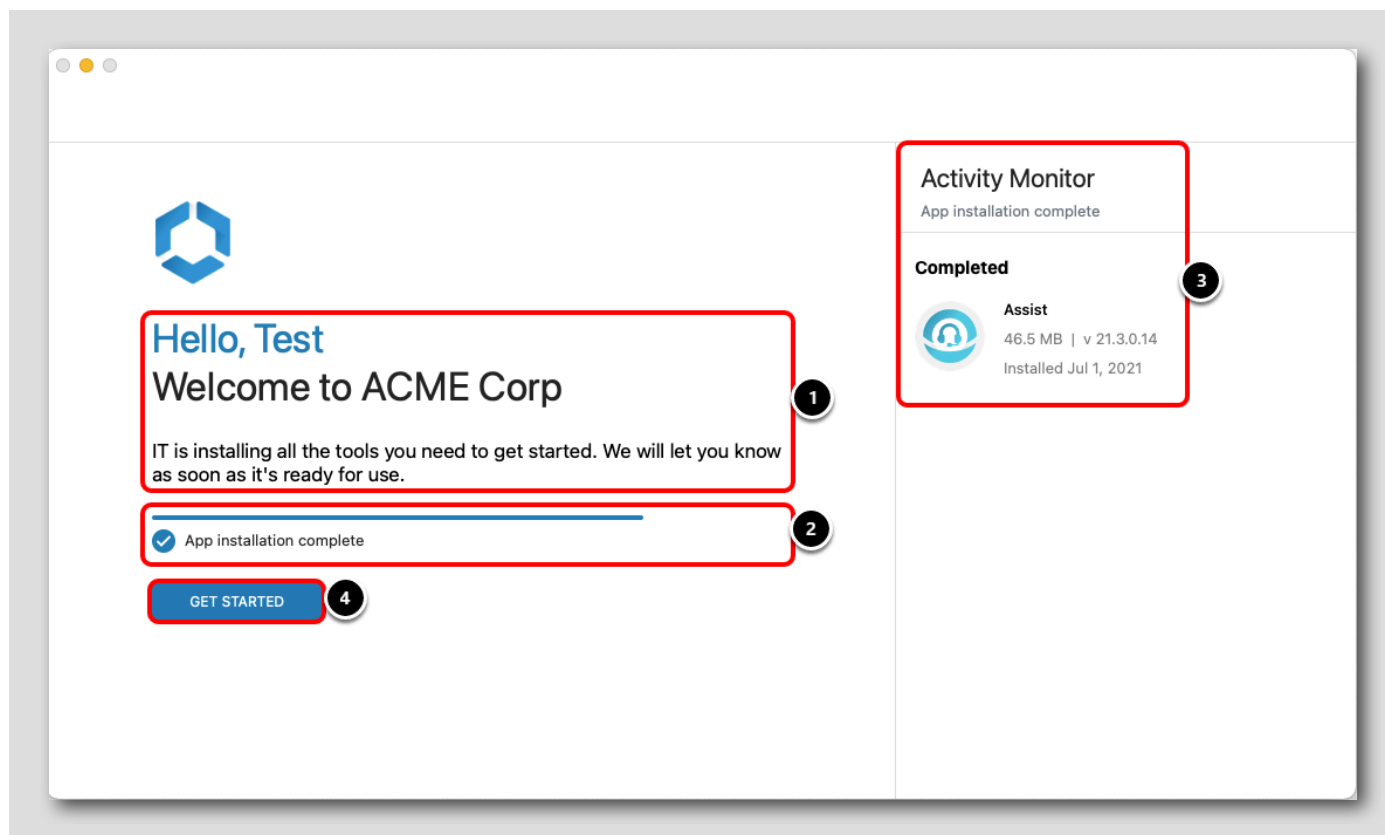 Hello, Test
Welcome to ACME Corp
IT is installing all the tools you need to get started. We will let you know
as soon as it's ready for use.
1
App installation complete
2
GET STARTED
4
Activity Monitor
App installation complete
Completed
3
Assist
46.5 MB | v 21.3.0.14
Installed Jul 1, 2021